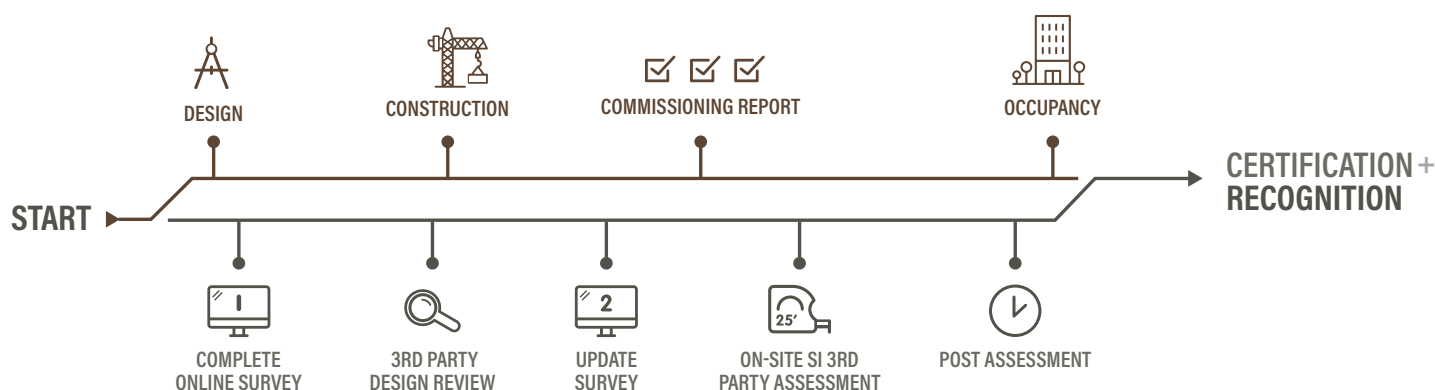 DESIGN
CONSTRUCTION
COMMISSIONING REPORT
OCCUPANCY
START
CERTIFICATION +
RECOGNITION
1
COMPLETE
ONLINE SURVEY
3RD PARTY
DESIGN REVIEW
2
UPDATE
SURVEY
25'
ON-SITE SI 3RD
PARTY ASSESSMENT
POST ASSESSMENT